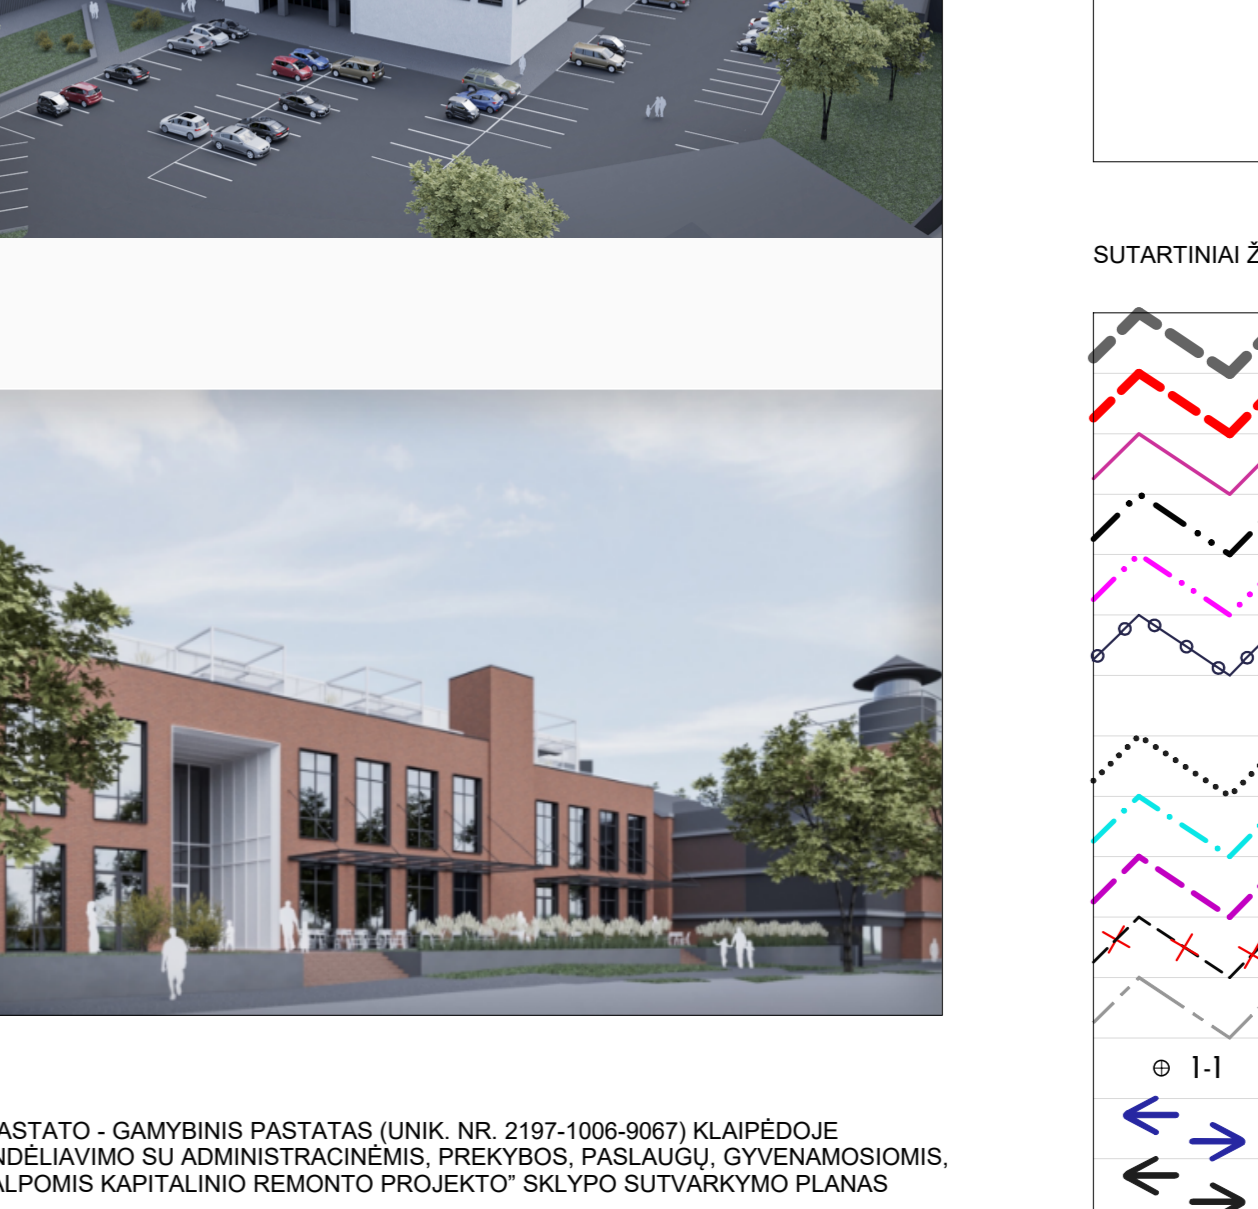 SUTARTINIAI
1-1
ASTATO - GAMYBINIS PASTATAS (UNIK. NR. 2197-1006-9067) KLAIPĖDOJE
NDĖLIAVIMO SU ADMINISTRACINĖMIS, PREKYBOS, PASLAUGŲ, GYVENAMOSIOMIS,
ALPOMIS KAPITALINIO REMONTO PROJEKTO” SKLYPO SUTVARKYMO PLANAS